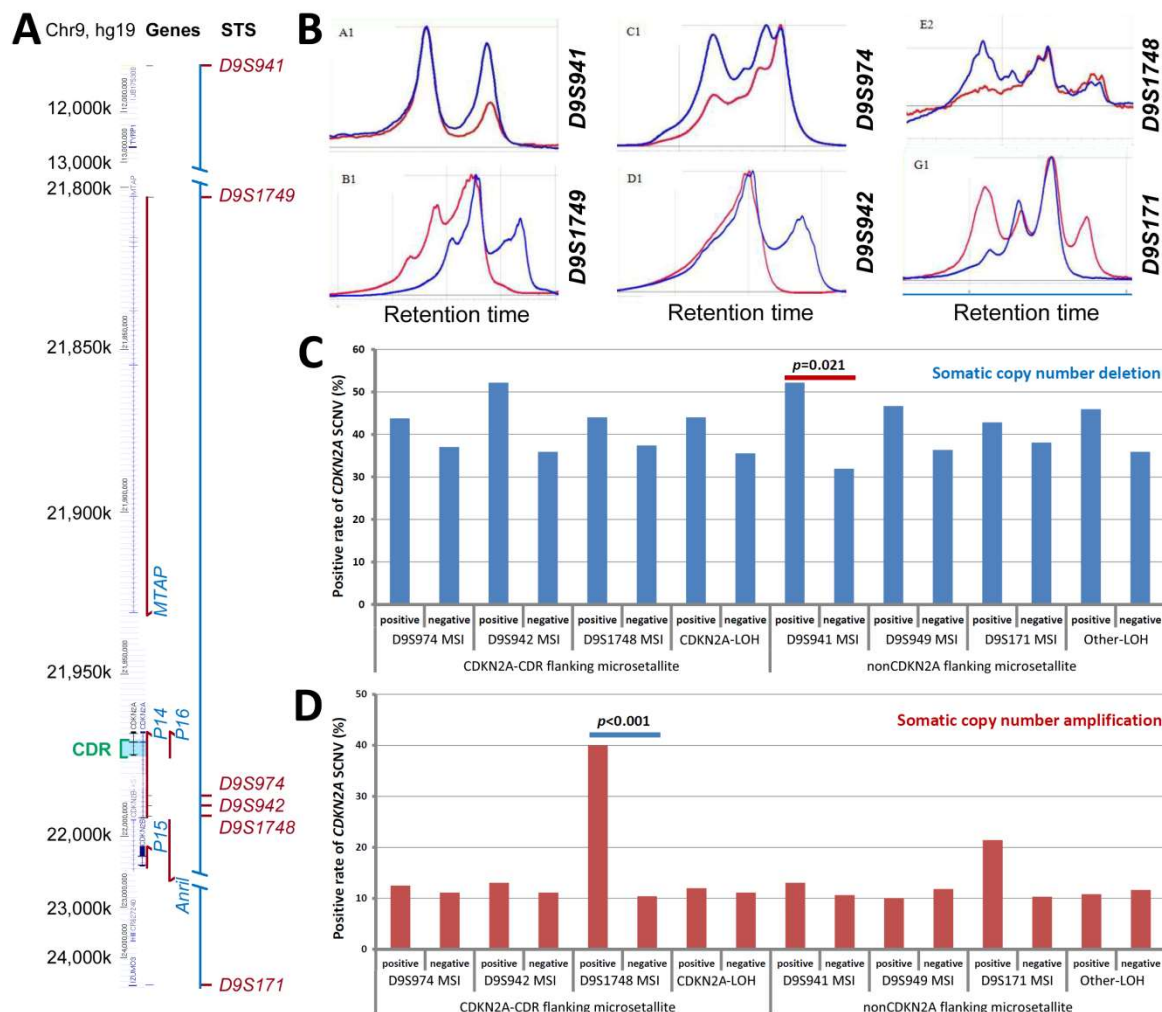 A
Chr9, hg19 Genes STS
D9S941
12,000k
13,000k
21,800k
D9S1749
21,850k
21,900k
MTAP
21,950k
P14
P16
CDR
D9S974
D9S942
22,000k
D9S1748
P15
Anril
23,000k
24,000k
D9S171
B
A1
D9S941
C1
D9S974
E2
D9S1748
B1
D9S1749
D1
D9S942
G1
D9S171
Retention time
Retention time
Retention time
C
Positive rate of CDKN2A SCNV (%)
60
50
40
30
20
10
0
p=0.021
Somatic copy number deletion
positive negative positive negative positive negative positive negative positive negative positive negative positive negative positive negative
D9S974 MSI D9S942 MSI D9S1748 MSI CDKN2A-LOH D9S941 MSI D9S949 MSI D9S171 MSI Other-LOH
CDKN2A-CDR flanking microsetallite nonCDKN2A flanking microsetallite
D
Positive rate of CDKN2A SCNV (%)
50
40
30
20
10
0
p<0.001
Somatic copy number amplification
positive negative positive negative positive negative positive negative positive negative positive negative positive negative positive negative
D9S974 MSI D9S942 MSI D9S1748 MSI CDKN2A-LOH D9S941 MSI D9S949 MSI D9S171 MSI Other-LOH
CDKN2A-CDR flanking microsetallite nonCDKN2A flanking microsetallite